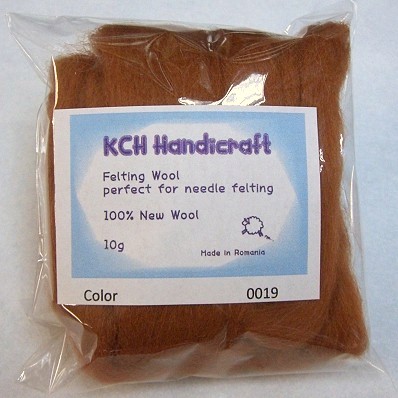 KCH Handicraft
Felting Wool
perfect for needle felting
100% New Wool
10g
Made in Romania
Color 0019